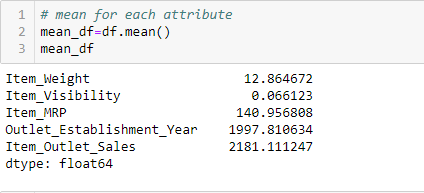 1 # mean for each attribute
2 mean_df=df.mean()
3 mean_df
Item_Weight 12.864672
Item_Visibility 0.066123
Item_MRP 140.956808
Outlet_Establishment_Year 1997.810634
Item_Outlet_Sales 2181.111247
dtype: float64